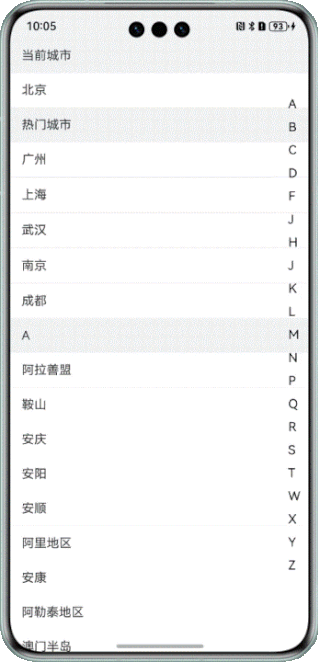 10:05
93
当前城市
北京
热门城市
广州
上海
武汉
南京
成都
A
阿拉善盟
鞍山
安庆
安阳
安顺
阿里地区
安康
阿勒泰地区
澳门半岛
A
B
C
D
F
J
H
J
K
L
M
N
P
Q
R
S
T
W
X
Y
Z